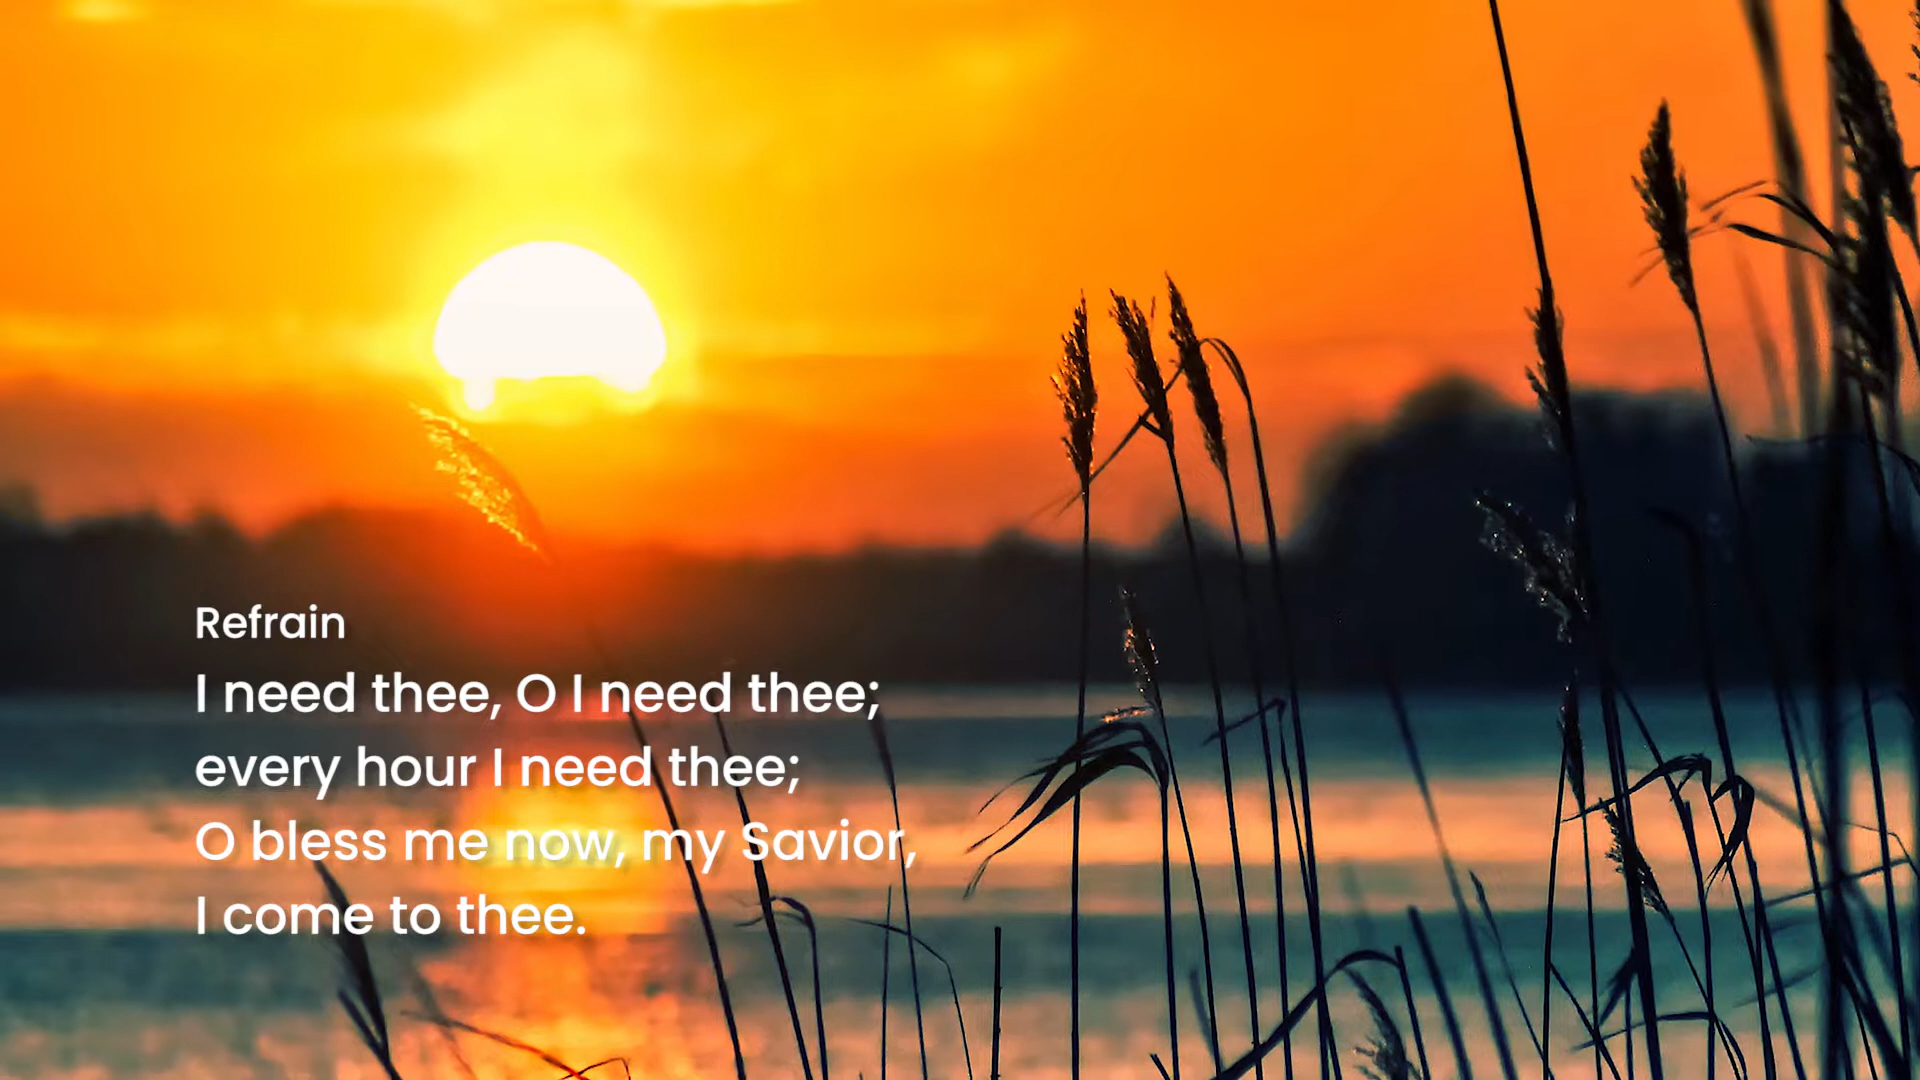 Refrain
I need thee, O I need thee;
every hour I need thee;
O bless me now, my Savior,
I come to thee.